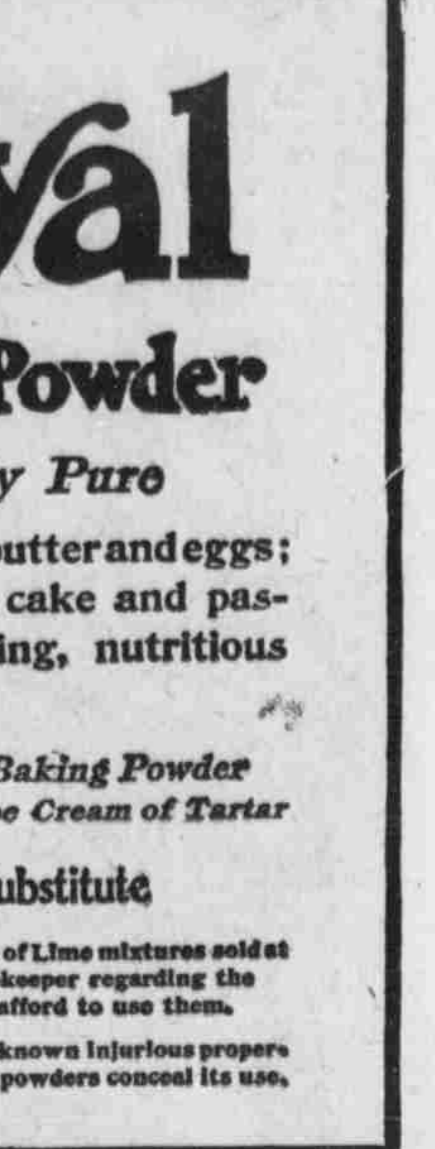 yal
Powder
y Pure
butter and eggs;
cake and pas-
ing, nutritious
Baking Powder
e Cream of Tartar
ubstitute
of Lime mixtures sold at
keeper regarding the
afford to use them.
known injurious proper-
powders conceal its use.